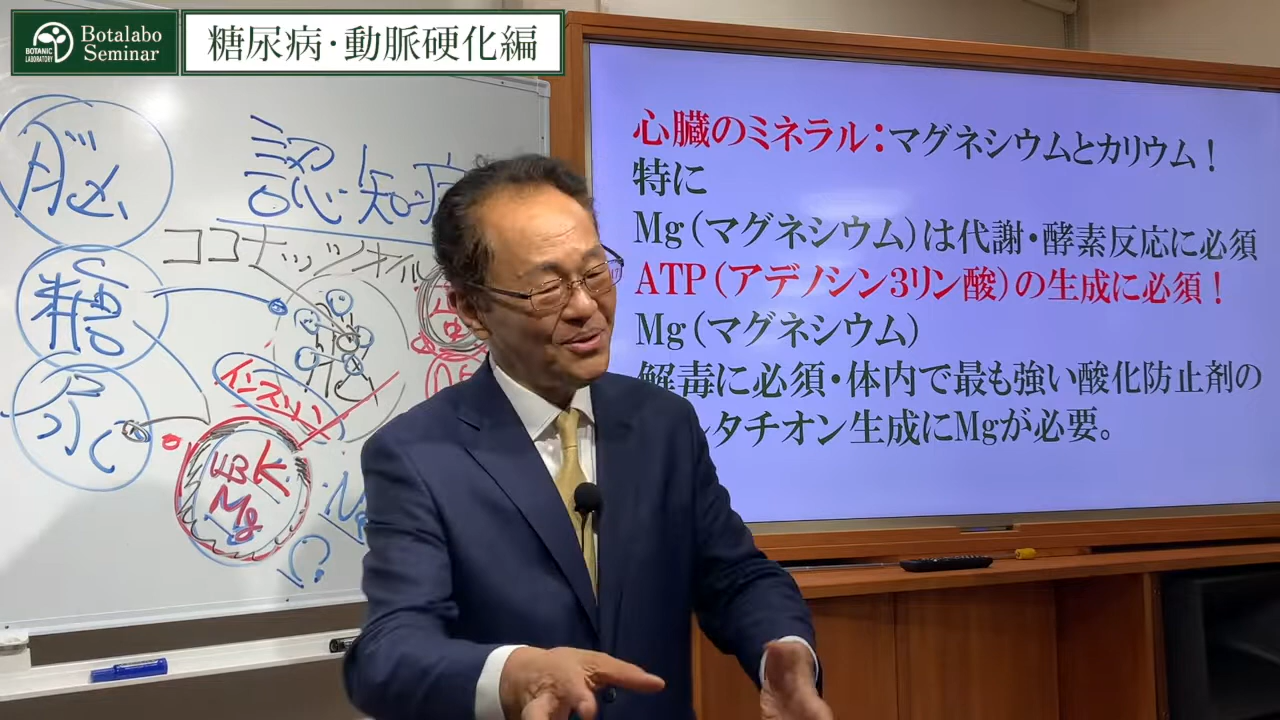 BOTANIC
LABORATORY
Botalabo
Seminar
糖尿病・動脈硬化編
脳
認知症
ココナッツオイル
糖
尿
インスリン
K
Mg
?
心臓のミネラル：マグネシウムとカリウム！
特に
Mg（マグネシウム）は代謝・酵素反応に必須
ATP（アデノシン3リン酸）の生成に必須！
Mg（マグネシウム）
解毒に必須・体内で最も強い酸化防止剤の
ルタチオン生成にMgが必要。